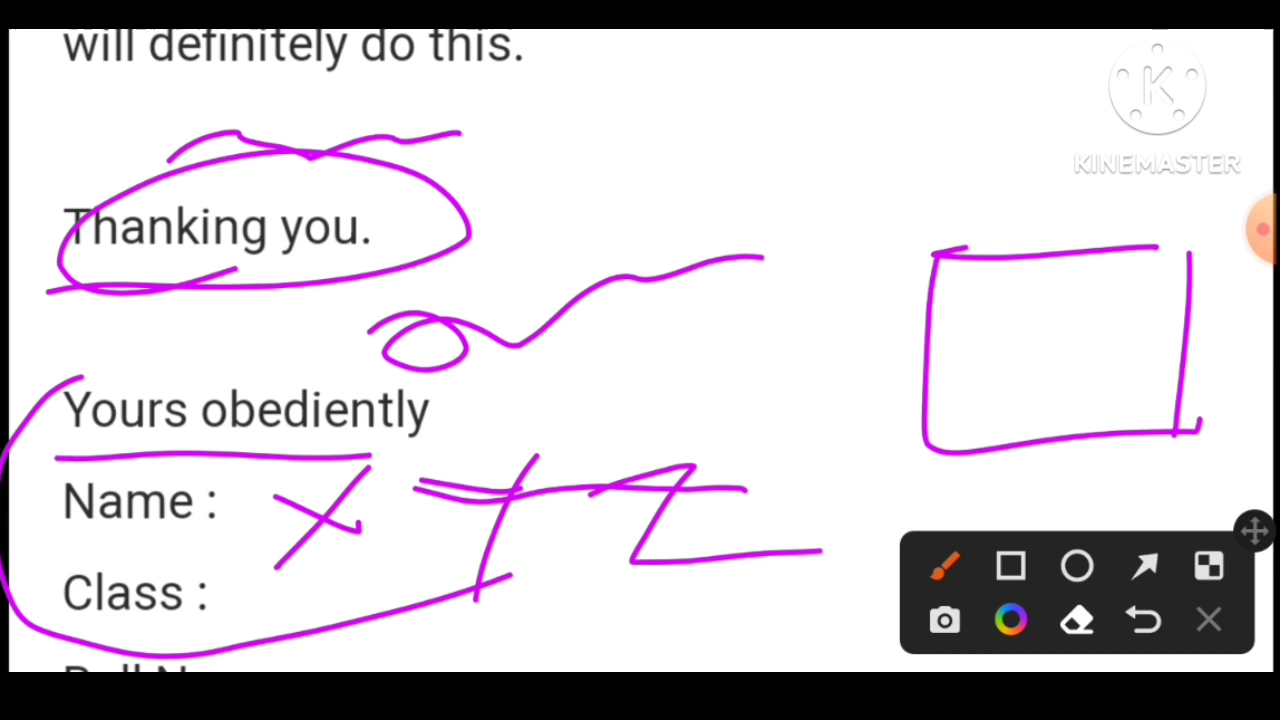 will definitely do this.
K
KINEMASTER
Thanking you.
Yours obediently
Name : X Y Z
Class :